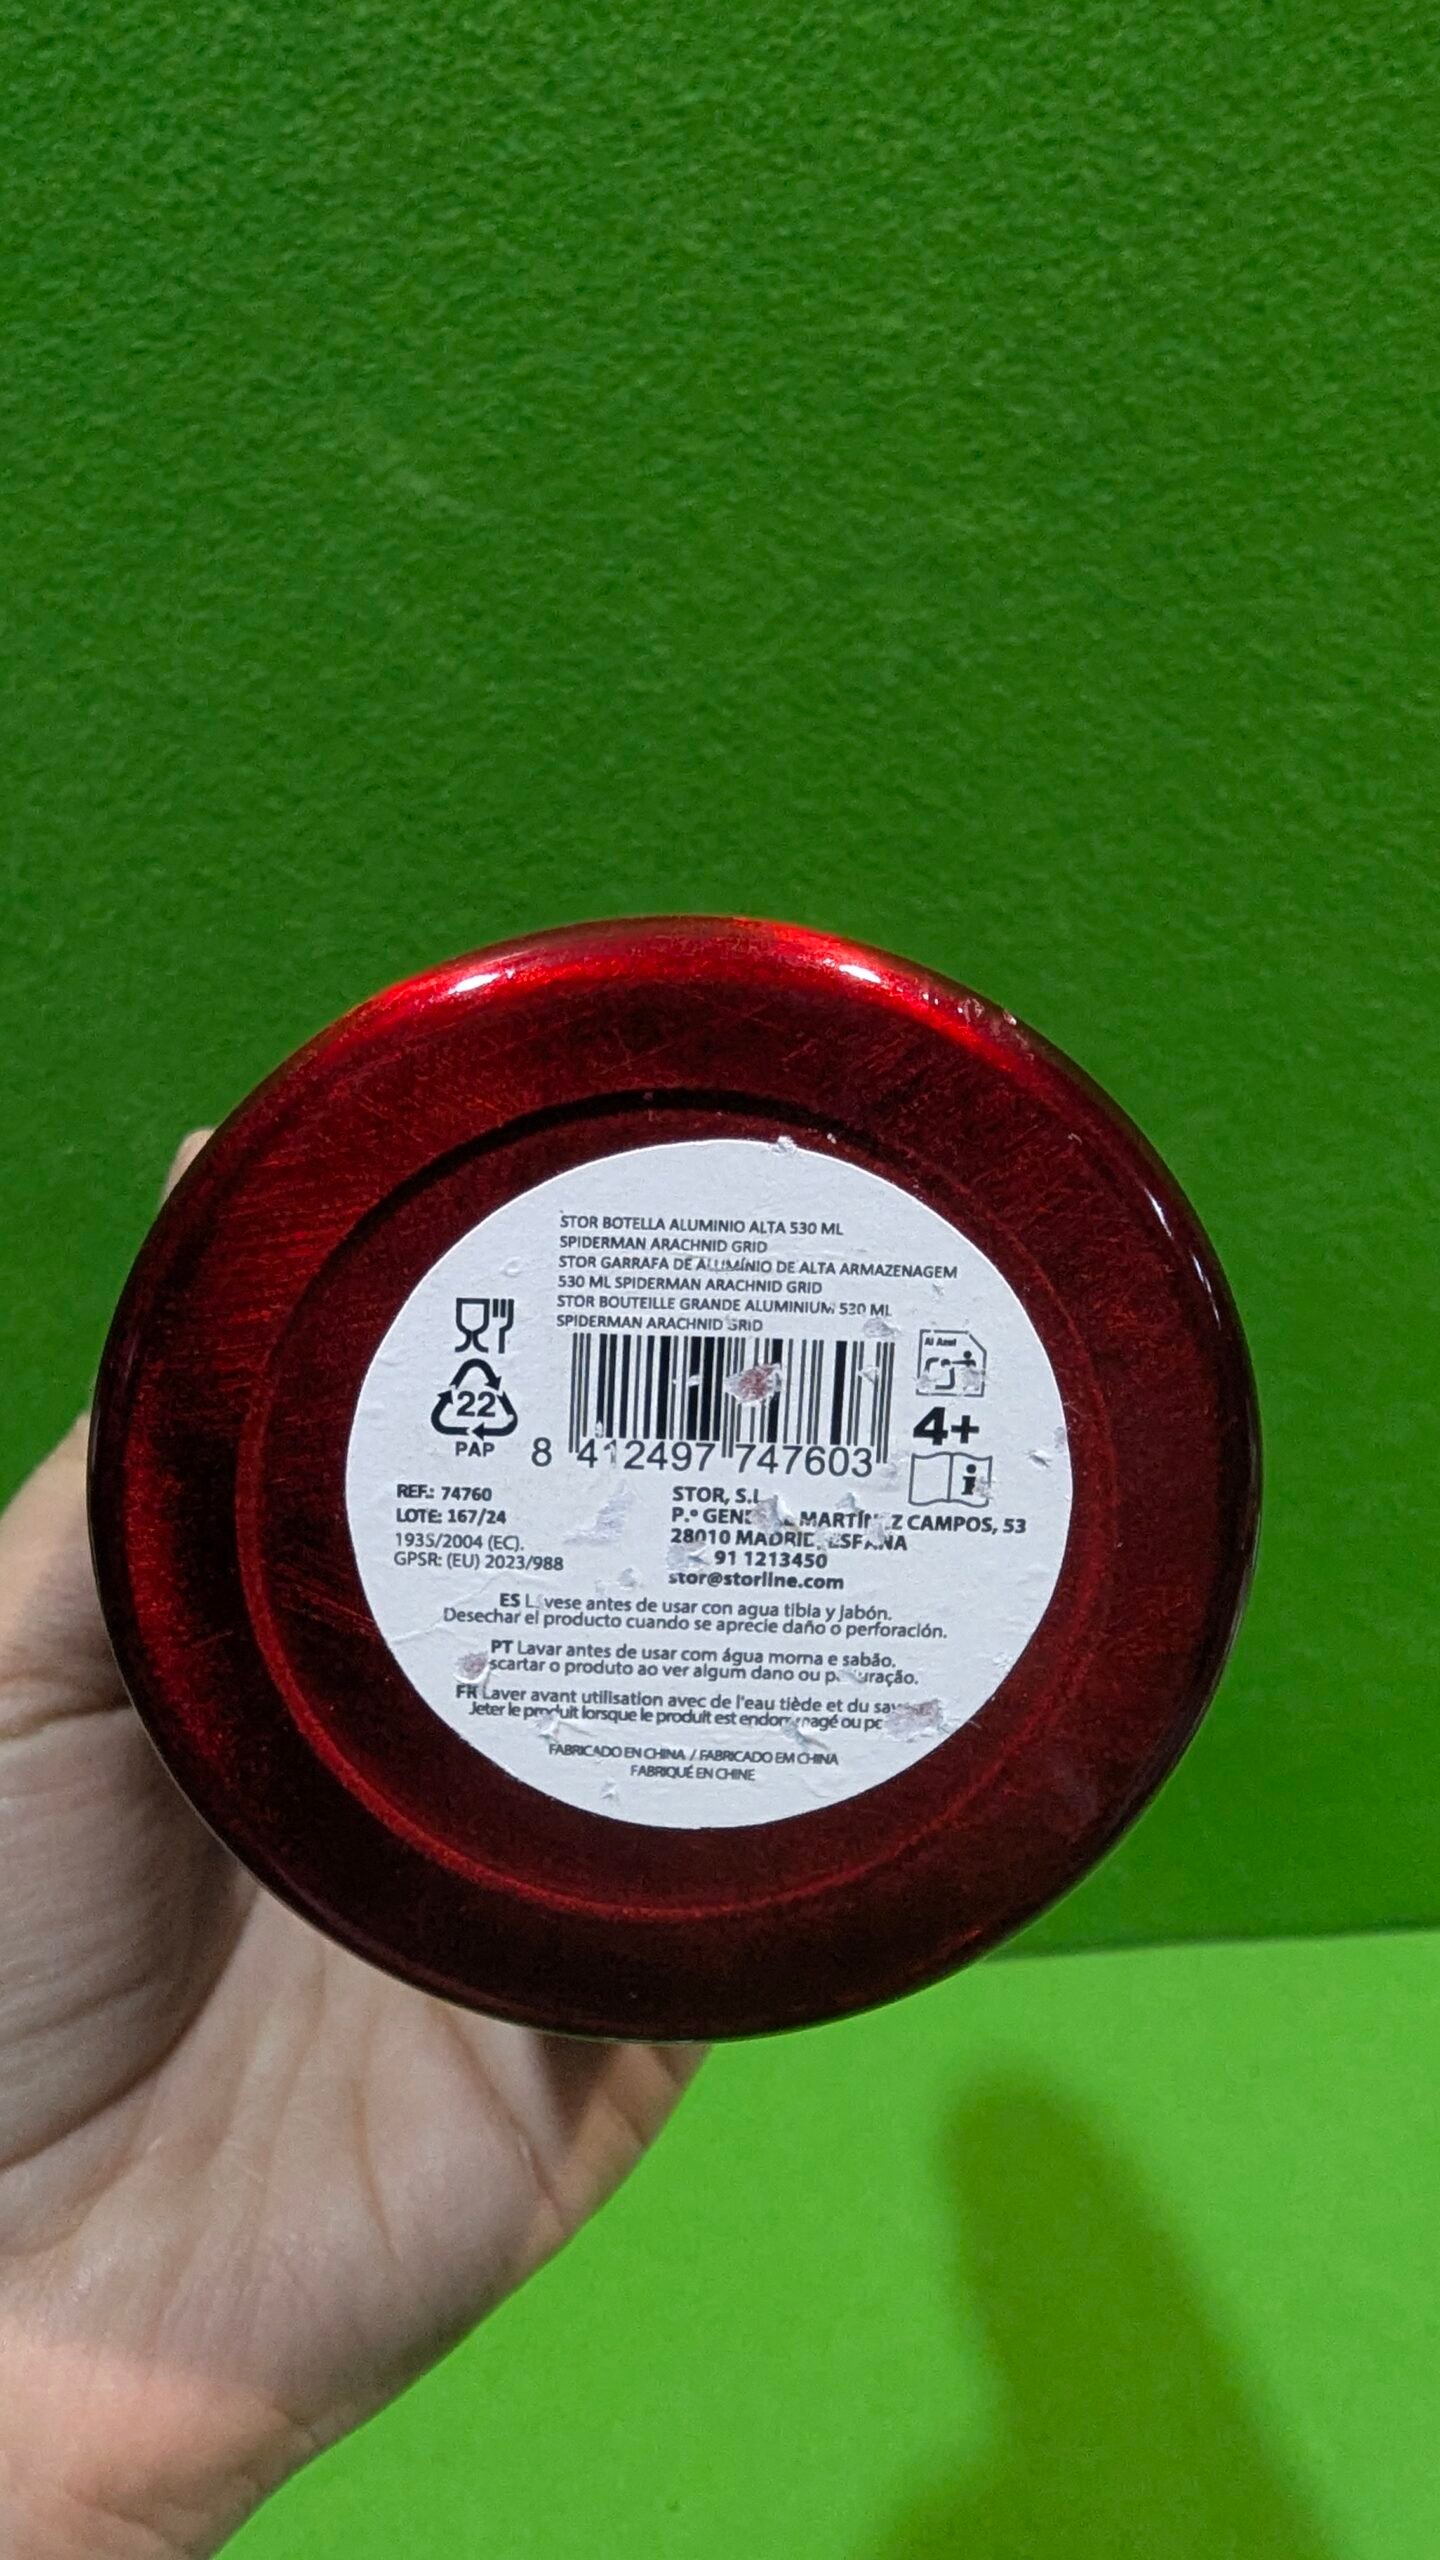 STOR BOTELLA ALUMINIO ALTA 530 ML
SPIDERMAN ARACHNID GRID
STOR GARRAFA DE ALUMÍNIO DE ALTA ARMAZENAGEM
530 ML SPIDERMAN ARACHNID GRID
STOR BOUTEILLE GRANDE ALUMINIUM 530 ML
SPIDERMAN ARACHNID GRID
22
PAP
8 412497 747603
Al Azul
4+
i
REF.: 74760
LOTE: 167/24
1935/2004 (EC).
GPSR: (EU) 2023/988
STOR, S.L
P.º MARTÍNEZ CAMPOS, 53
28010 MADRID, ESPAÑA
91 1213450
stor@storline.com
ES Lávese antes de usar con agua tibia y jabón.
Desechar el producto cuando se aprecie daño o perforación.
PT Lavar antes de usar com água morna e sabão.
o produto ao ver algum dano ou
FR Laver avant utilisation avec de l'eau tiède et du
Jeter le produit lorsque le produit est endommagé ou
FABRICADO EN CHINA / FABRICADO EM CHINA
FABRIQUÉ EN CHINE